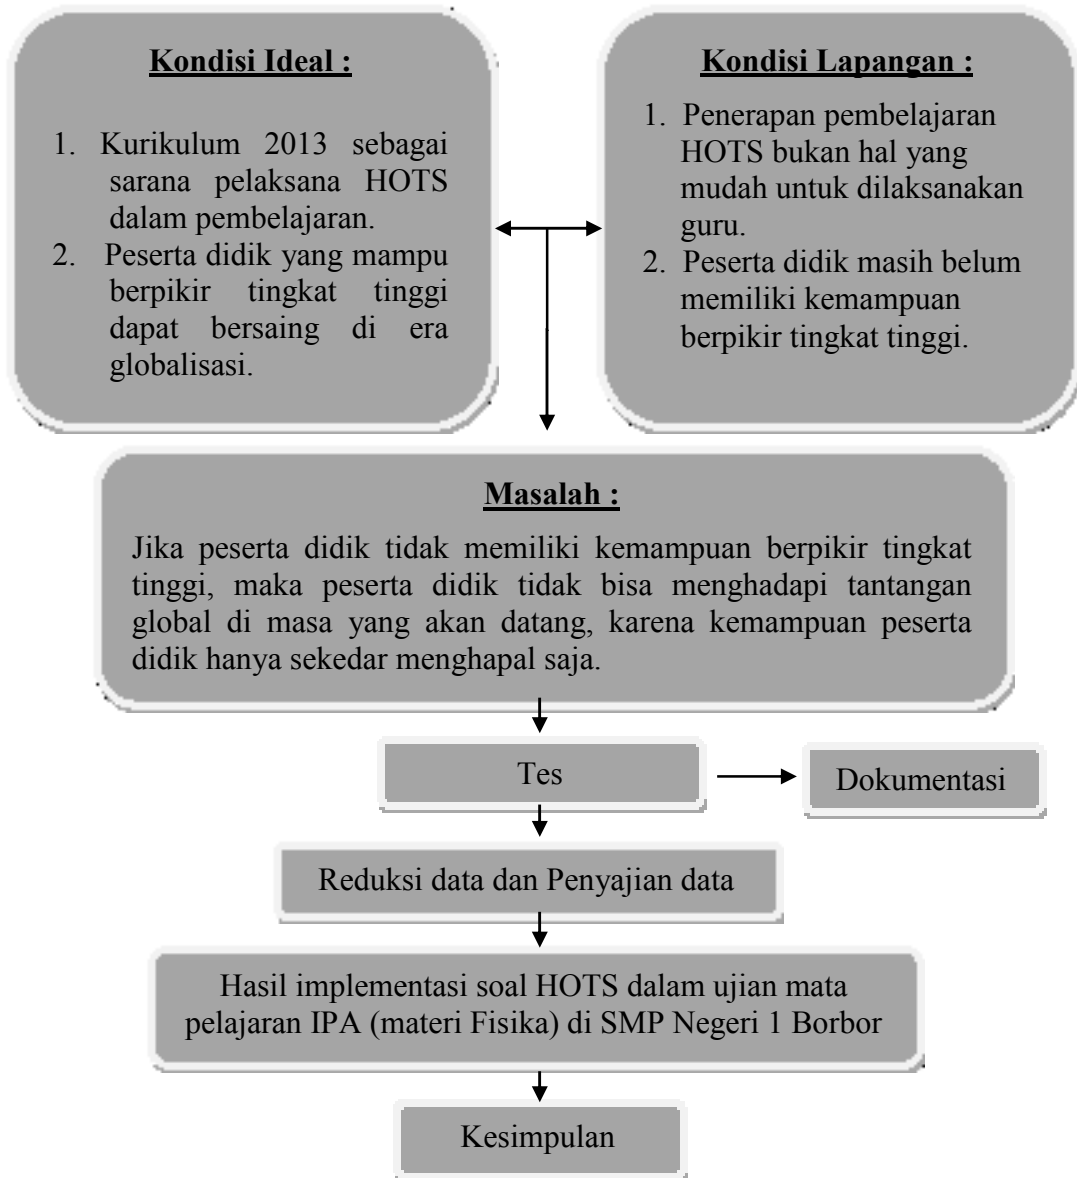 Kondisi Ideal :
1. Kurikulum 2013 sebagai
sarana pelaksana HOTS
dalam pembelajaran.
2. Peserta didik yang mampu
berpikir tingkat tinggi
dapat bersaing di era
globalisasi.
Kondisi Lapangan :
1. Penerapan pembelajaran
HOTS bukan hal yang
mudah untuk dilaksanakan
guru.
2. Peserta didik masih belum
memiliki kemampuan
berpikir tingkat tinggi.
Masalah :
Jika peserta didik tidak memiliki kemampuan berpikir tingkat
tinggi, maka peserta didik tidak bisa menghadapi tantangan
global di masa yang akan datang, karena kemampuan peserta
didik hanya sekedar menghapal saja.
Tes
Dokumentasi
Reduksi data dan Penyajian data
Hasil implementasi soal HOTS dalam ujian mata
pelajaran IPA (materi Fisika) di SMP Negeri 1 Borbor
Kesimpulan